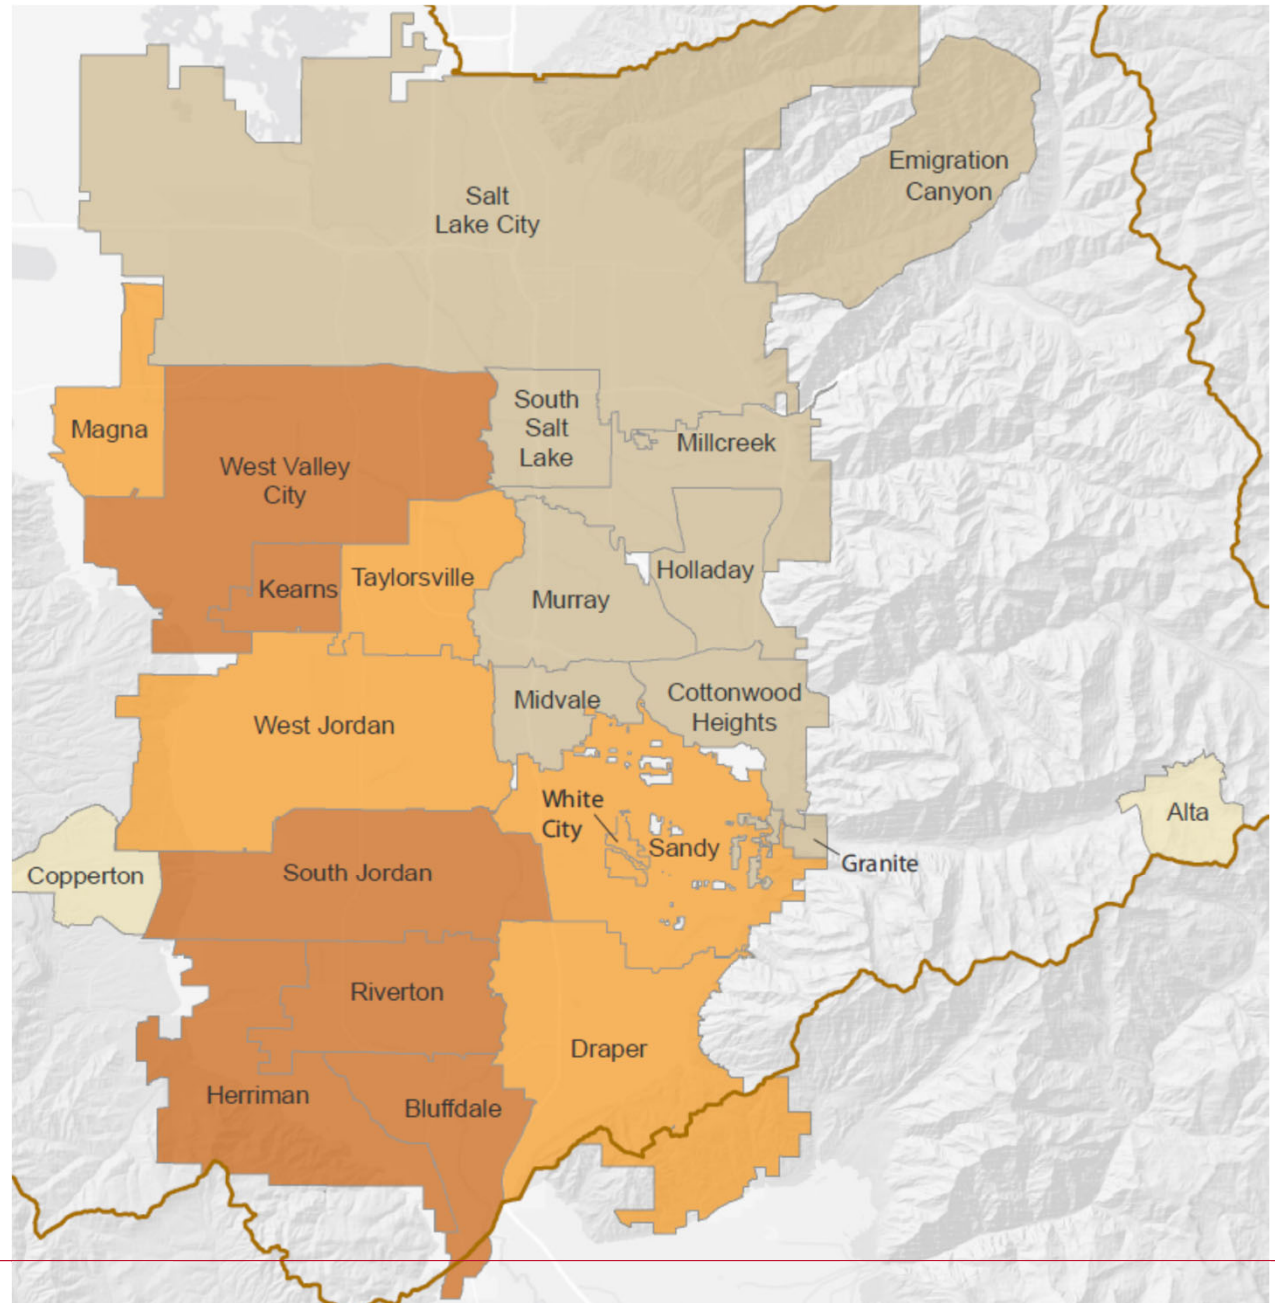 Emigration
Canyon
Salt
Lake City
South
Salt
Lake
Magna
Millcreek
West Valley
City
Holladay
Taylorsville
Kearns
Murray
Midvale
Cottonwood
Heights
West Jordan
White
City
Alta
Sandy
Granite
Copperton
South Jordan
Riverton
Draper
Herriman
Bluffdale